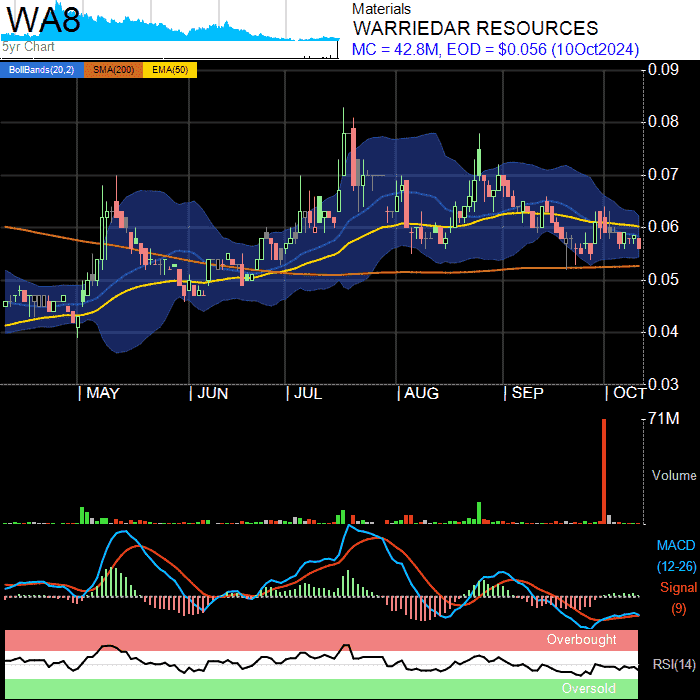 WA8
5yr Chart
Materials
WARRIEDAR RESOURCES
MC = 42.8M, EOD = $0.056 (10Oct2024)
BollBands(20,2) SMA(200) EMA(50)
0.09
0.08
0.07
0.06
0.05
0.04
0.03
| MAY | JUN | JUL | AUG | SEP | OCT
71M
Volume
MACD
(12-26)
Signal
(9)
Overbought
RSI(14)
Oversold